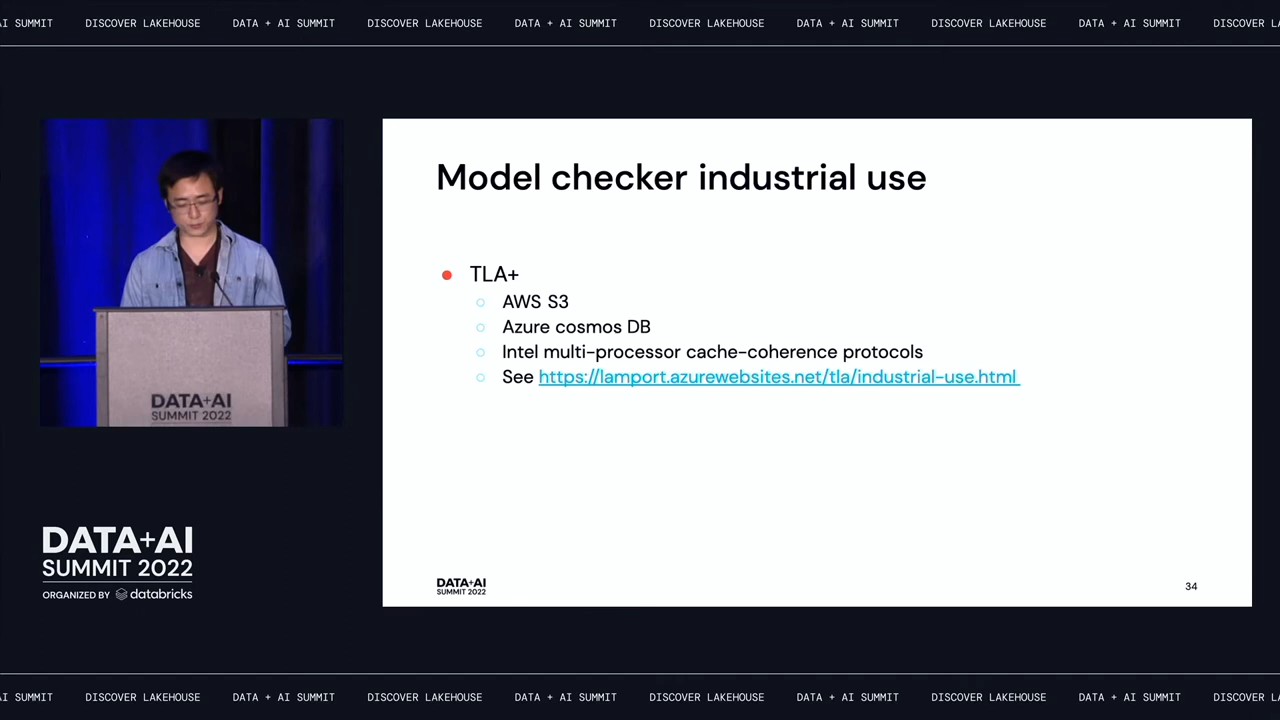 AI SUMMIT DISCOVER LAKEHOUSE DATA + AI SUMMIT DISCOVER LAKEHOUSE DATA + AI SUMMIT DISCOVER LAKEHOUSE DATA + AI SUMMIT DISCOVER LAKEHOUSE DATA + AI SUMMIT DISCOVER LA
Model checker industrial use
TLA+
AWS S3
Azure cosmos DB
Intel multi-processor cache-coherence protocols
See https://lamport.azurewebsites.net/tla/industrial-use.html
DATA+AI
SUMMIT 2022
34
DATA+AI
SUMMIT 2022
DATA+AI
SUMMIT 2022
ORGANIZED BY databricks
AI SUMMIT DISCOVER LAKEHOUSE DATA + AI SUMMIT DISCOVER LAKEHOUSE DATA + AI SUMMIT DISCOVER LAKEHOUSE DATA + AI SUMMIT DISCOVER LAKEHOUSE DATA + AI SUMMIT DISCOVER LA